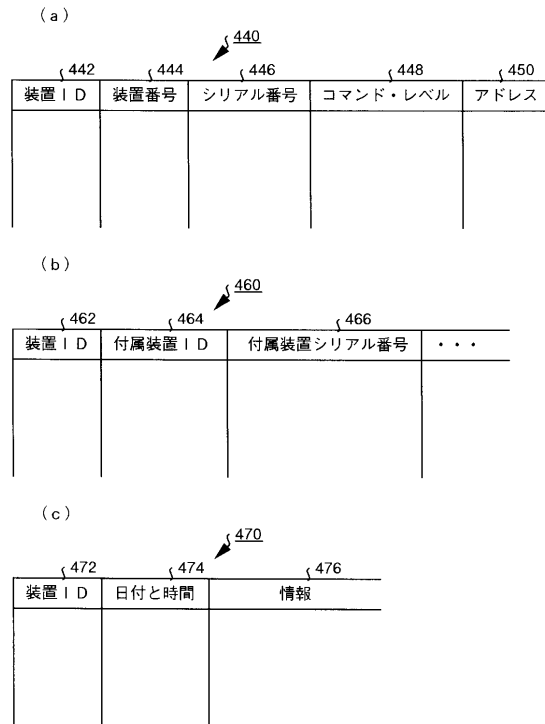 (a)
440
442 444 446 448 450
装置ID 装置番号 シリアル番号 コマンド・レベル アドレス
(b)
460
462 464 466
装置ID 付属装置ID 付属装置シリアル番号 ・・・
(c)
470
472 474 476
装置ID 日付と時間 情報